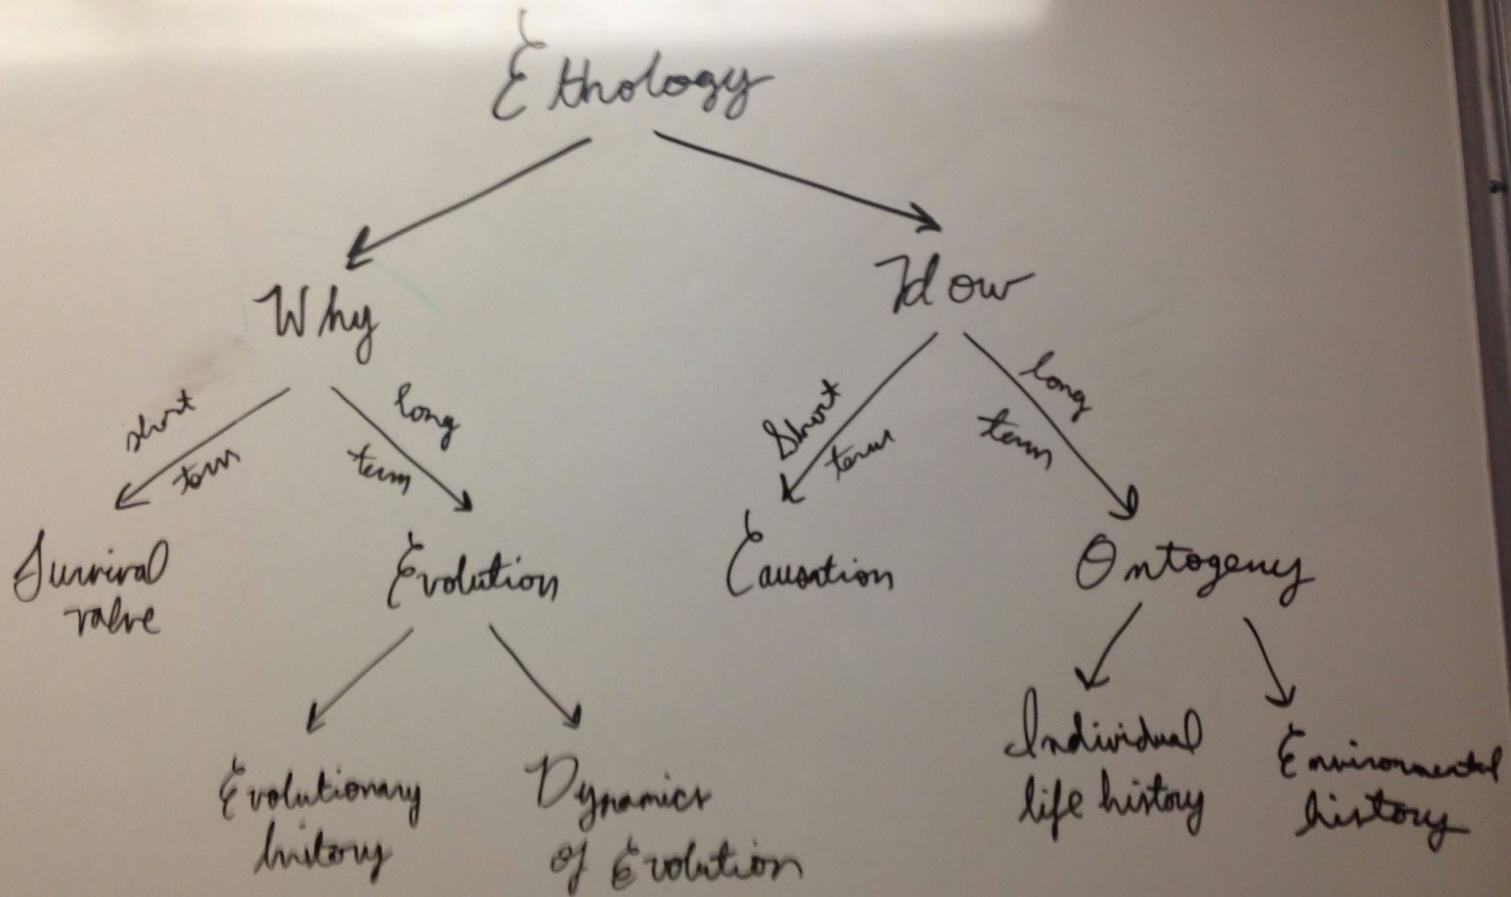 Ethology
Why
How
short
term
long
term
Short
term
long
term
Survival
value
Evolution
Causation
Ontogeny
Evolutionary
history
Dynamics
of Evolution
Individual
life history
Environmental
history